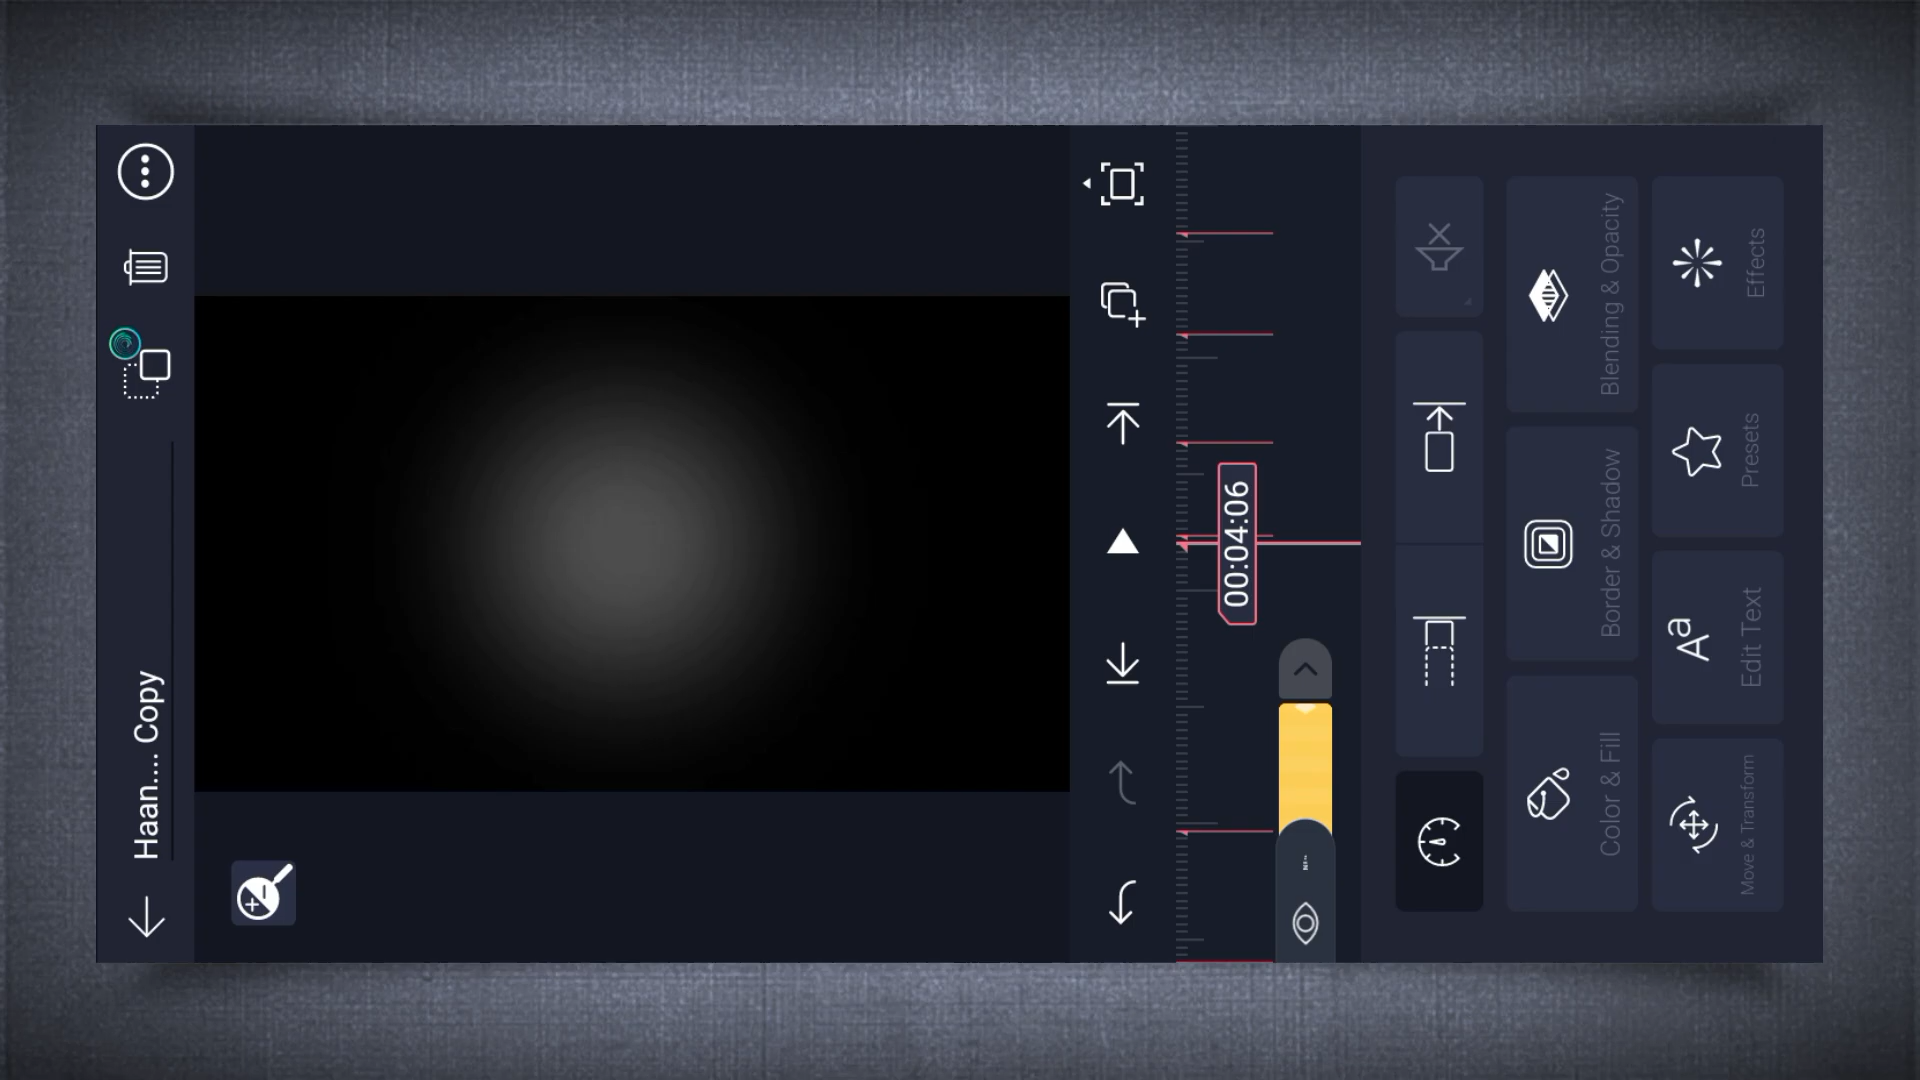 Haan.... Copy
00:04:06
Color & Fill
Border & Shadow
Blending & Opacity
Move & Transform
Edit Text
Presets
Effects